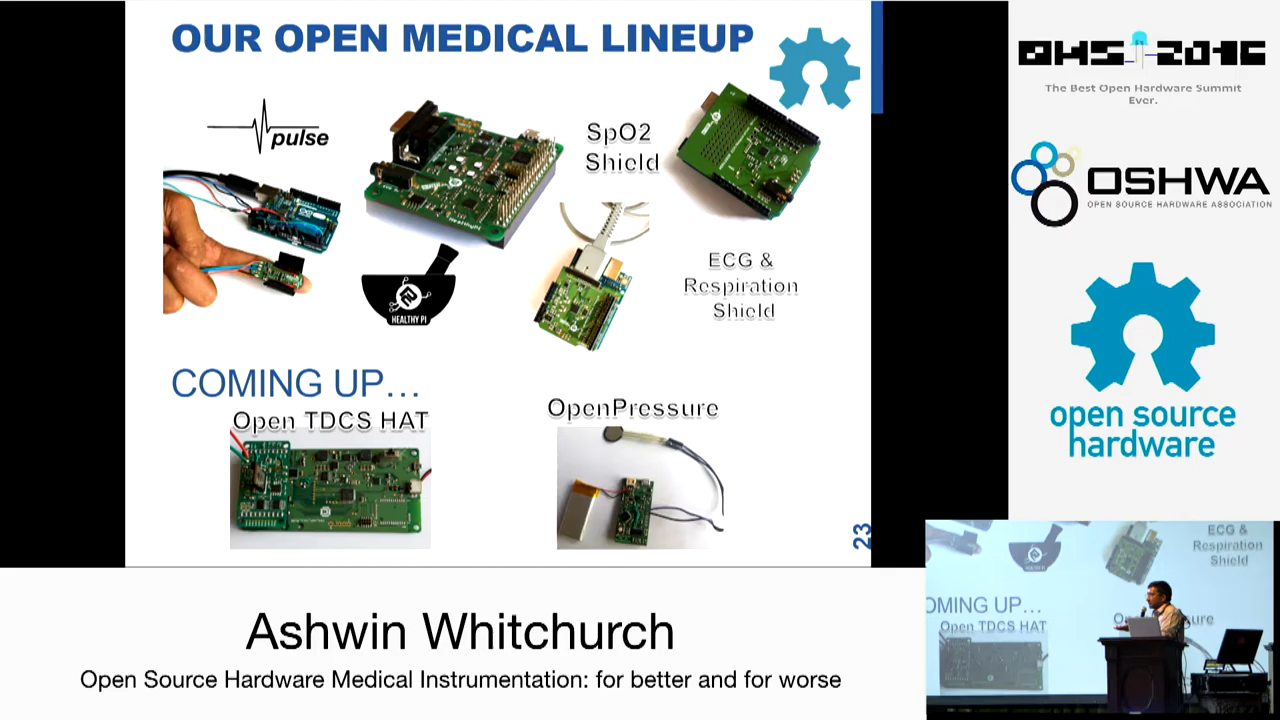 OUR OPEN MEDICAL LINEUP
pulse
SpO2
Shield
HEALTHY PI
ECG &
Respiration
Shield
COMING UP...
Open TDCS HAT
OpenPressure
23
OHS 2016
The Best Open Hardware Summit
Ever.
OSHWA
OPEN SOURCE HARDWARE ASSOCIATION
open source
hardware
ECG &
Respiration
Shield
OMING UP...
Open TDCS HAT
Ashwin Whitchurch
Open Source Hardware Medical Instrumentation: for better and for worse